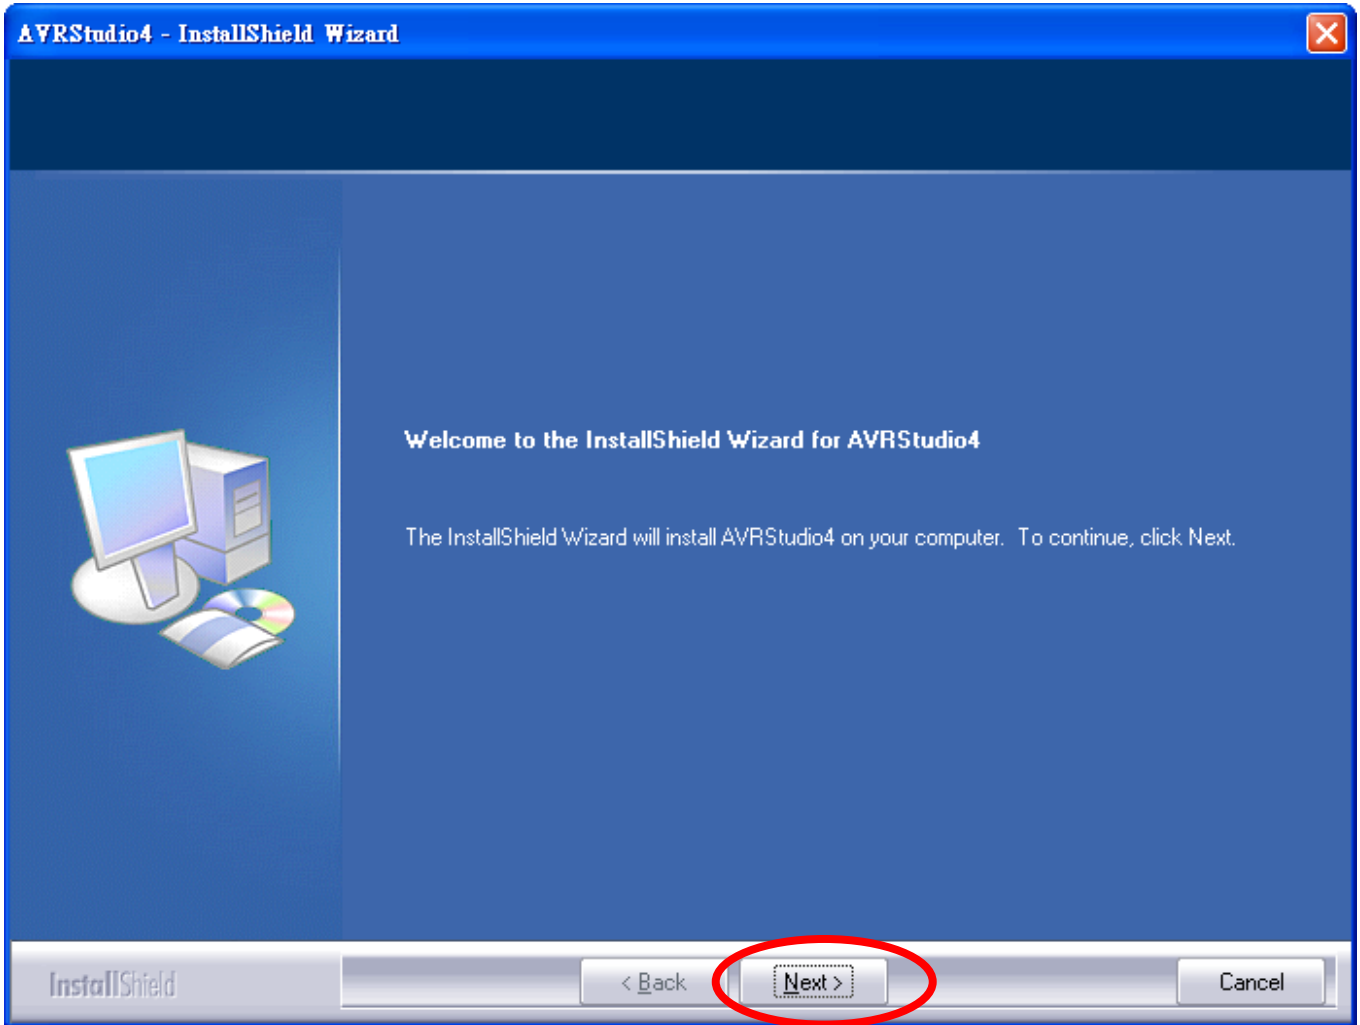 AVRStudio4 - InstallShield Wizard
Welcome to the InstallShield Wizard for AVRStudio4
The InstallShield Wizard will install AVRStudio4 on your computer.  To continue, click Next.
InstallShield
< Back
Next >
Cancel